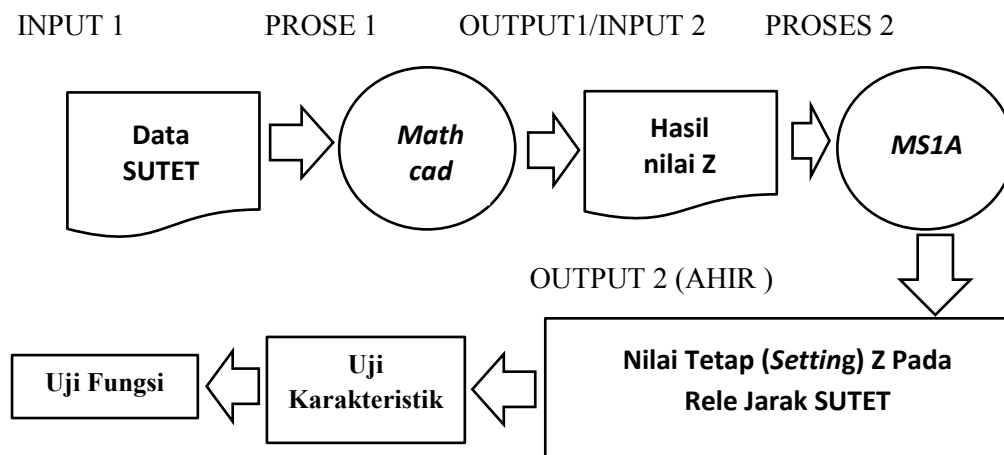 INPUT 1 PROSE 1 OUTPUT1/INPUT 2 PROSES 2
Data
SUTET
Math
cad
Hasil
nilai Z
MS1A
OUTPUT 2 (AHIR )
Nilai Tetap (Setting) Z Pada
Rele Jarak SUTET
Uji
Karakteristik
Uji Fungsi